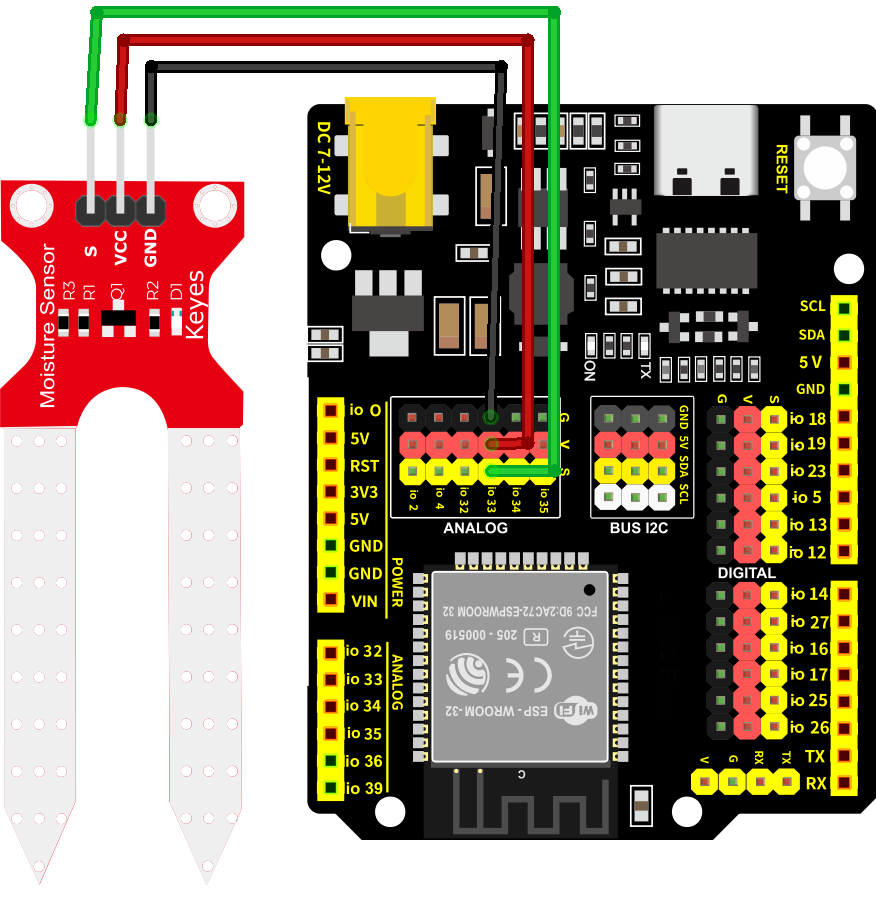 S
VCC
GND
Moisture Sensor
R3
R1
Q1
R2
D1
Keyes
DC 7-12V
RESET
ON
TX
SCL
SDA
5 V
GND
io 18
io 19
io 23
io 5
io 13
io 12
io 14
io 27
io 16
io 17
io 25
io 26
TX
RX
io 0
5V
RST
3V3
5V
GND
GND
VIN
POWER
io 32
io 33
io 34
io 35
io 36
io 39
ANALOG
G
V
S
io 2
io 4
io 32
io 33
io 34
io 35
ANALOG
GND 5V SDA SCL
BUS I2C
G
V
S
DIGITAL
V
G
RX
TX
FCC 9D:2AC72-ESPWROOM 32
R
205 - 000519
CE
ESP - WROOM-32
Wi Fi
C